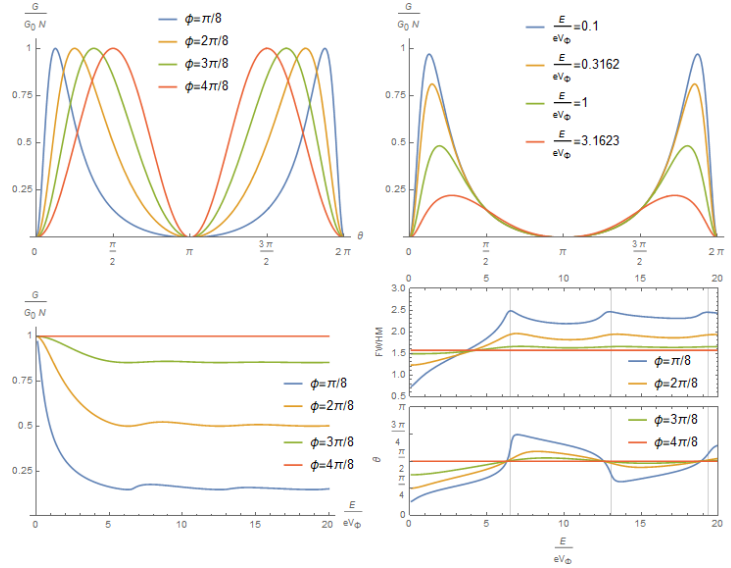 G
G₀ N
ϕ=π/8
ϕ=2π/8
ϕ=3π/8
ϕ=4π/8
1
0.75
0.5
0.25
0 π/2 π 3π/2 2π θ
G
G₀ N
E/eVΦ=0.1
E/eVΦ=0.3162
E/eVΦ=1
E/eVΦ=3.1623
1
0.75
0.5
0.25
0 π/2 π 3π/2 2π
G
G₀ N
1
0.75
0.5
0.25
ϕ=π/8
ϕ=2π/8
ϕ=3π/8
ϕ=4π/8
0 5 10 15 20 E/eVΦ
0 5 10 15 20
3.0
2.5
2.0
1.5
1.0
0.5
FWHM
ϕ=π/8
ϕ=2π/8
π
3π/4
π/2
π/4
θ
ϕ=3π/8
ϕ=4π/8
0 5 10 15 20
E/eVΦ